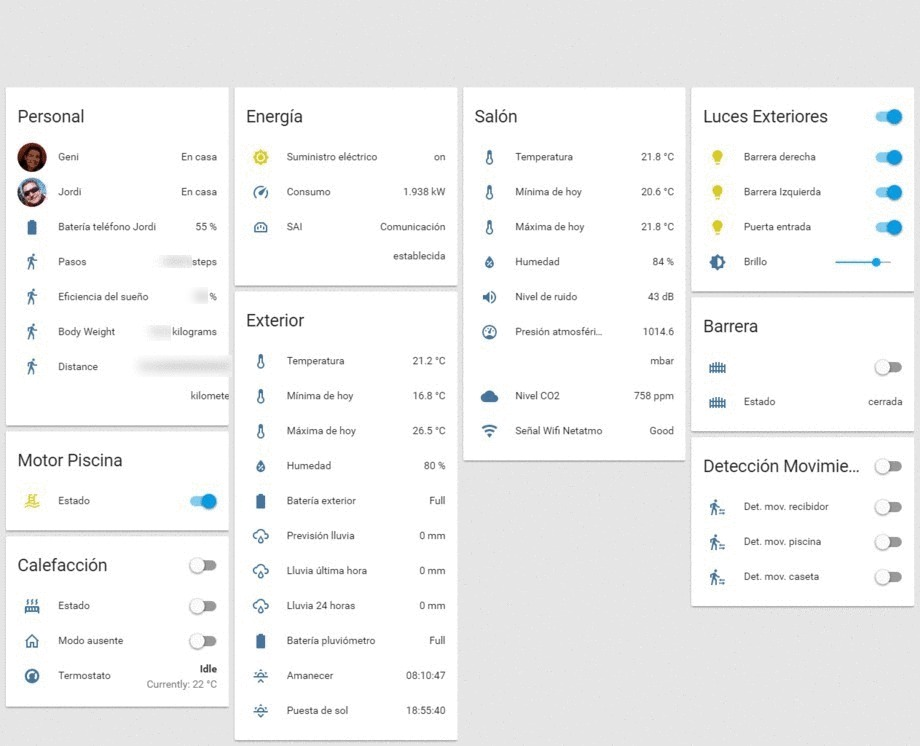 Personal
Geni En casa
Jordi En casa
Batería teléfono Jordi 55 %
Pasos steps
Eficiencia del sueño %
Body Weight kilograms
Distance
kilomete
Motor Piscina
Estado
Calefacción
Estado
Modo ausente
Termostato Idle
Currently: 22 °C
Energía
Suministro eléctrico on
Consumo 1.938 kW
SAI Comunicación
establecida
Exterior
Temperatura 21.2 °C
Mínima de hoy 16.8 °C
Máxima de hoy 26.5 °C
Humedad 80 %
Batería exterior Full
Previsión lluvia 0 mm
Lluvia última hora 0 mm
Lluvia 24 horas 0 mm
Batería pluviómetro Full
Amanecer 08:10:47
Puesta de sol 18:55:40
Salón
Temperatura 21.8 °C
Mínima de hoy 20.6 °C
Máxima de hoy 21.8 °C
Humedad 84 %
Nivel de ruido 43 dB
Presión atmosféri... 1014.6
mbar
Nivel CO2 758 ppm
Señal Wifi Netatmo Good
Luces Exteriores
Barrera derecha
Barrera Izquierda
Puerta entrada
Brillo
Barrera
Estado cerrada
Detección Movimie...
Det. mov. recibidor
Det. mov. piscina
Det. mov. caseta